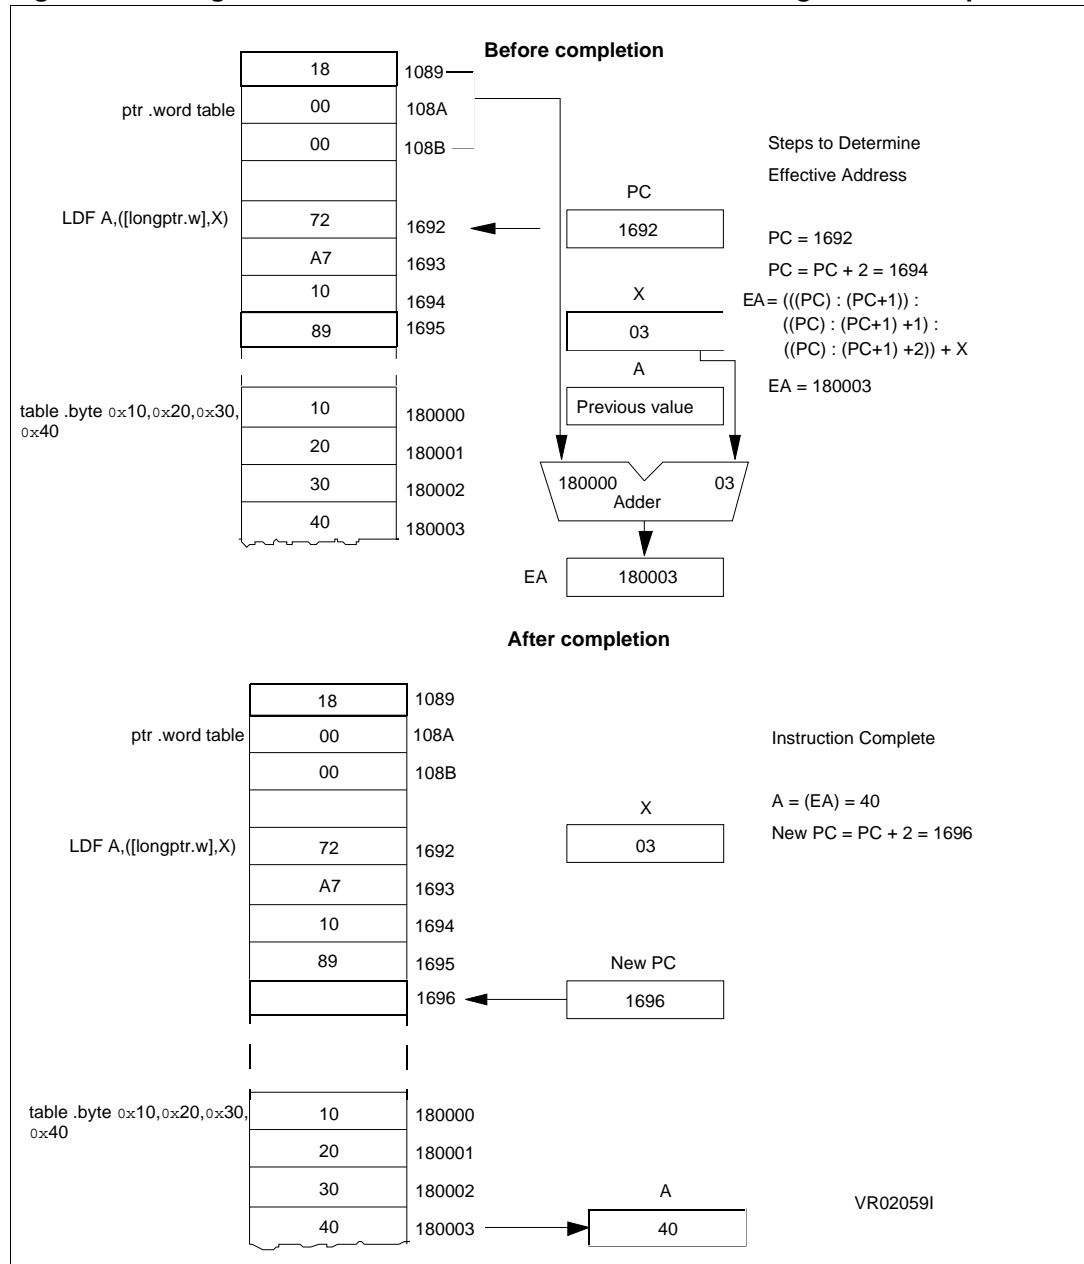 Before completion
18 1089
ptr .word table 00 108A
00 108B
Steps to Determine
Effective Address
PC
LDF A,([longptr.w],X) 72 1692 1692
PC = 1692
A7 1693
PC = PC + 2 = 1694
10 1694
X
EA = (((PC) : (PC+1)) :
89 1695
03
((PC) : (PC+1) +1) :
((PC) : (PC+1) +2)) + X
A
EA = 180003
table .byte 0x10,0x20,0x30,
0x40
10 180000
Previous value
20 180001
30 180002
180000 03
Adder
40 180003
EA 180003
After completion
18 1089
ptr .word table 00 108A
Instruction Complete
00 108B
X
A = (EA) = 40
LDF A,([longptr.w],X) 72 1692
03
New PC = PC + 2 = 1696
A7 1693
10 1694
89 1695
New PC
1696 1696
table .byte 0x10,0x20,0x30,
0x40
10 180000
20 180001
30 180002
A
VR02059I
40 180003 40